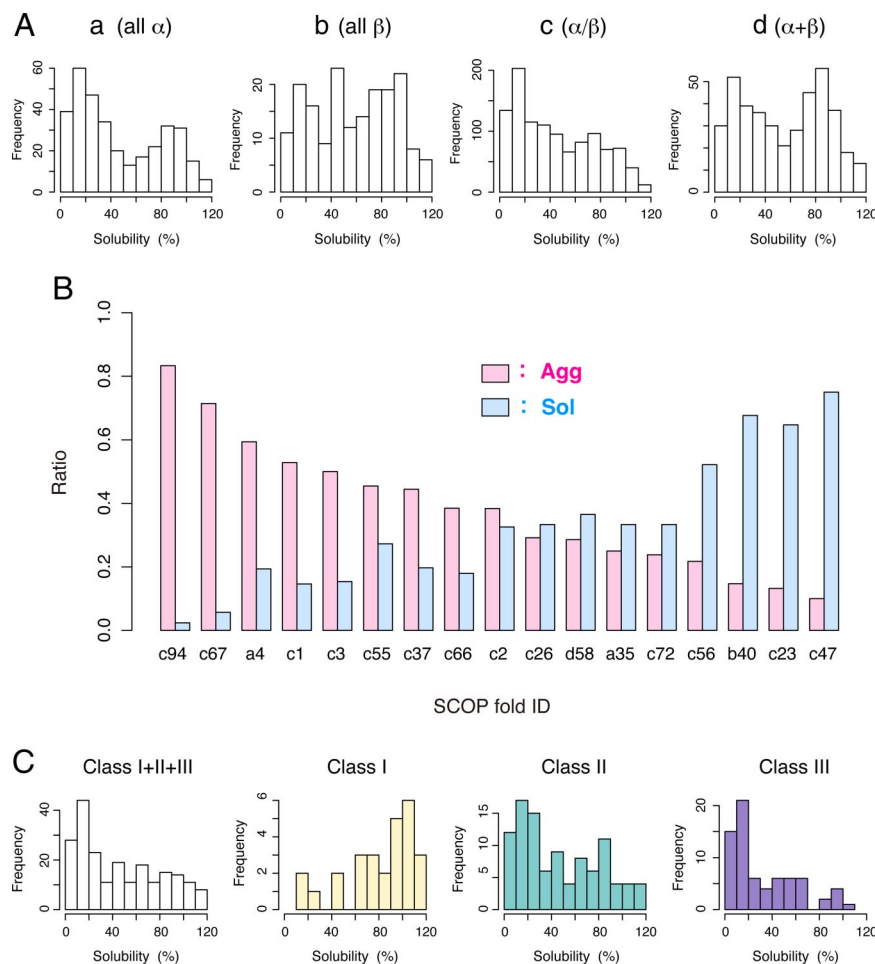 A
a (all α)
b (all β)
c (α/β)
d (α+β)
Frequency
0 20 40 60
0 40 80 120
Solubility (%)
Frequency
0 10 20
0 40 80 120
Solubility (%)
Frequency
0 100 200
0 40 80 120
Solubility (%)
Frequency
0 50
0 40 80 120
Solubility (%)
B
Ratio
0.0 0.2 0.4 0.6 0.8 1.0
: Agg
: Sol
c94 c67 a4 c1 c3 c55 c37 c66 c2 c26 d58 a35 c72 c56 b40 c23 c47
SCOP fold ID
C
Class I+II+III
Class I
Class II
Class III
Frequency
0 20 40
0 40 80 120
Solubility (%)
Frequency
0 2 4 6
0 40 80 120
Solubility (%)
Frequency
0 5 10 15
0 40 80 120
Solubility (%)
Frequency
0 10 20
0 40 80 120
Solubility (%)